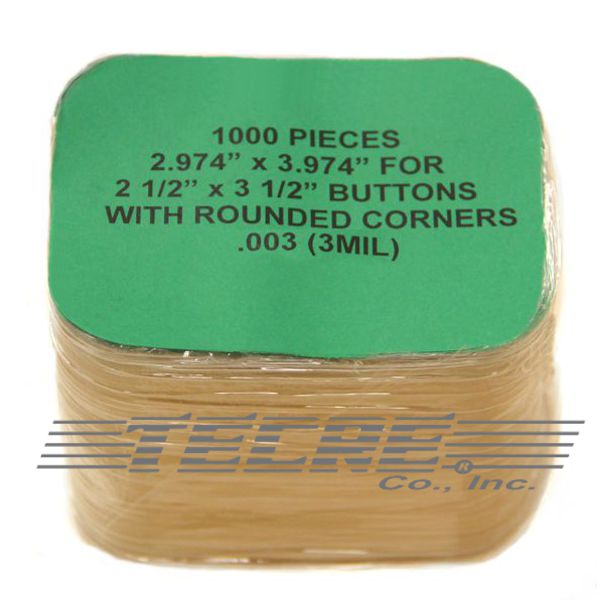 1000 PIECES
2.974” x 3.974” FOR
2 1/2” x 3 1/2” BUTTONS
WITH ROUNDED CORNERS
.003 (3MIL)
TECRE®
Co., Inc.